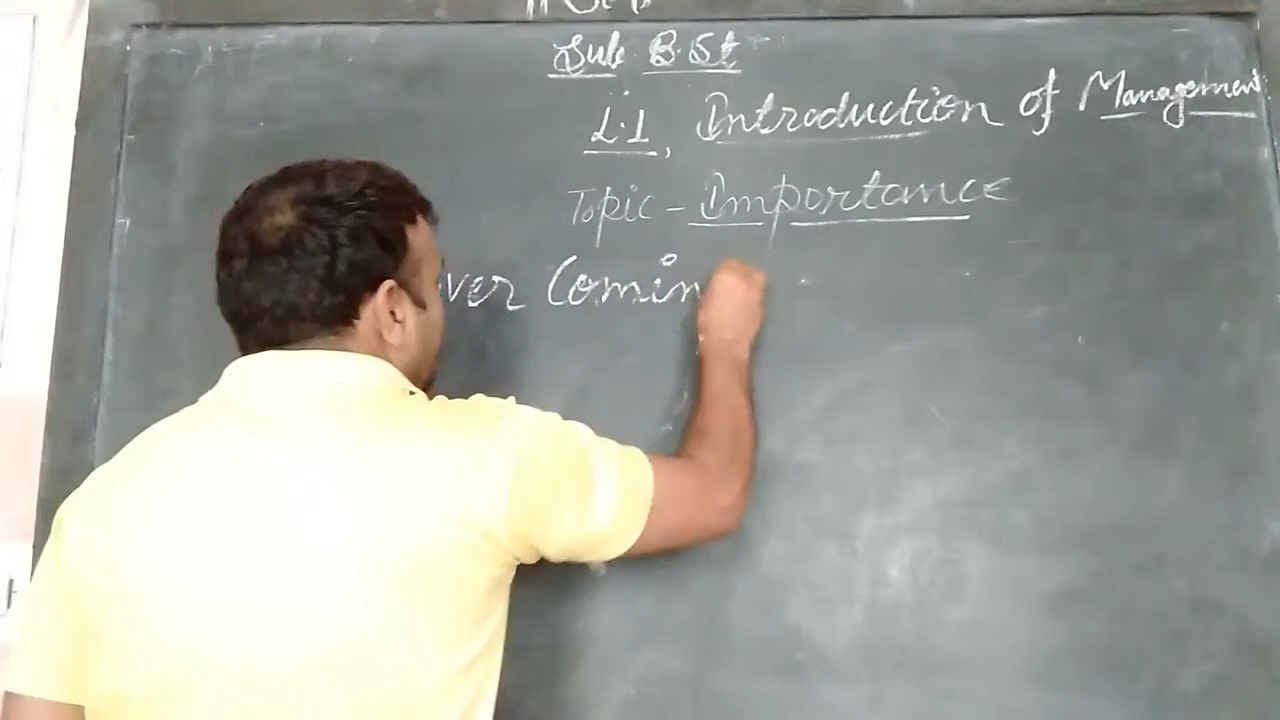 Sub B.St
L.1, Introduction of Management
Topic - Importance
ver Comin